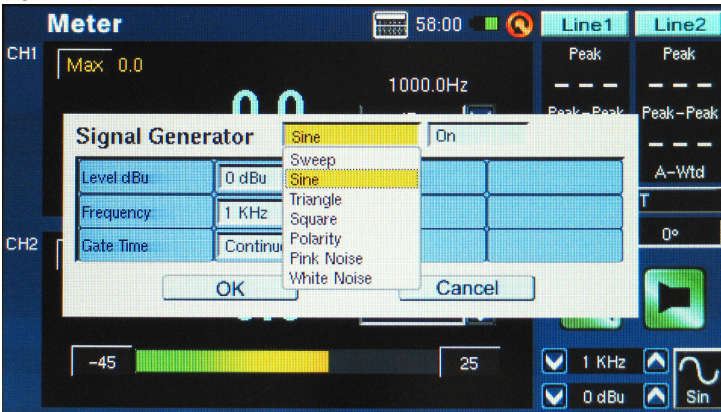 Meter 58:00 Line1 Line2
CH1 Max 0.0 Peak Peak
1000.0Hz
Peak-Peak Peak-Peak
Signal Generator Sine On
Sweep
Level dBu 0 dBu Sine A-Wtd
Triangle
Frequency 1 KHz Square
CH2 Gate Time Polarity 0°
Pink Noise
White Noise
OK Cancel
-45 25 1 KHz
0 dBu Sin